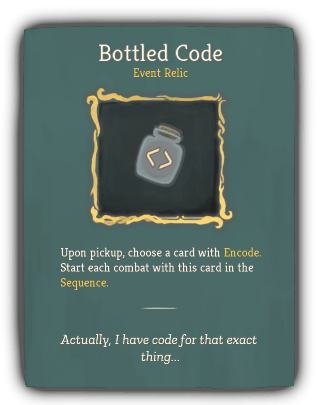 Bottled Code
Event Relic
<>
Upon pickup, choose a card with Encode.
Start each combat with this card in the
Sequence.
Actually, I have code for that exact
thing...